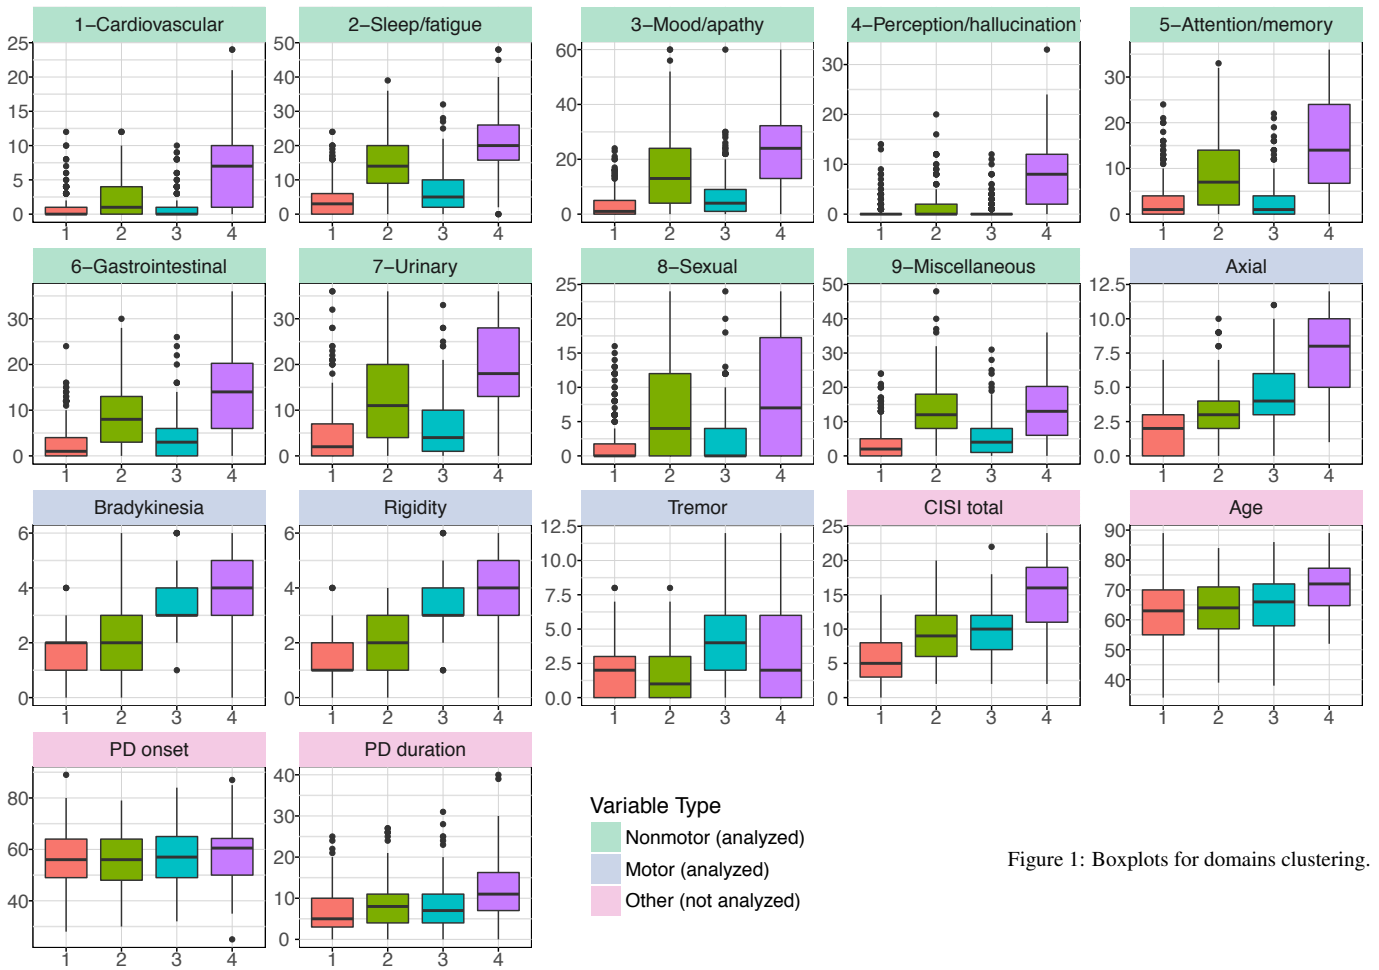 1−Cardiovascular
2−Sleep/fatigue
3−Mood/apathy
4−Perception/hallucination
5−Attention/memory
25
20
15
10
5
0
1 2 3 4
50
40
30
20
10
0
1 2 3 4
60
40
20
0
1 2 3 4
30
20
10
0
1 2 3 4
30
20
10
0
1 2 3 4
6−Gastrointestinal
7−Urinary
8−Sexual
9−Miscellaneous
Axial
30
20
10
0
1 2 3 4
30
20
10
0
1 2 3 4
25
20
15
10
5
0
1 2 3 4
50
40
30
20
10
0
1 2 3 4
12.5
10.0
7.5
5.0
2.5
0.0
1 2 3 4
Bradykinesia
Rigidity
Tremor
CISI total
Age
6
4
2
0
1 2 3 4
6
4
2
0
1 2 3 4
12.5
10.0
7.5
5.0
2.5
0.0
1 2 3 4
25
20
15
10
5
0
1 2 3 4
90
80
70
60
50
40
1 2 3 4
PD onset
PD duration
80
60
40
1 2 3 4
40
30
20
10
0
1 2 3 4
Variable Type
Nonmotor (analyzed)
Motor (analyzed)
Other (not analyzed)
Figure 1: Boxplots for domains clustering.